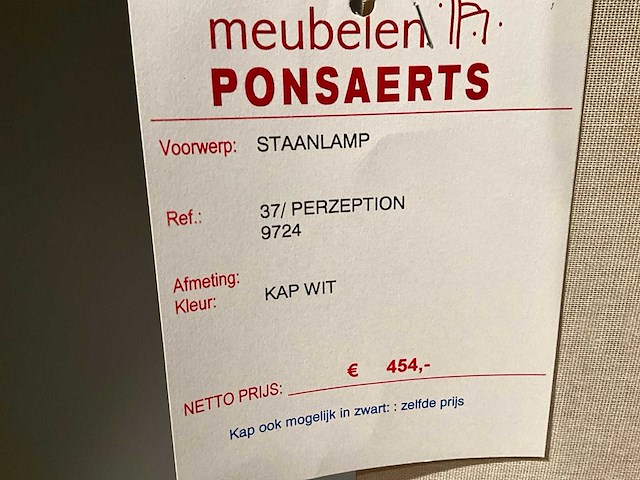 meubelen
PONSAERTS
Voorwerp: STAANLAMP
Ref.: 37/ PERZEPTION
9724
Afmeting:
Kleur: KAP WIT
€ 454,-
NETTO PRIJS:
Kap ook mogelijk in zwart: : zelfde prijs